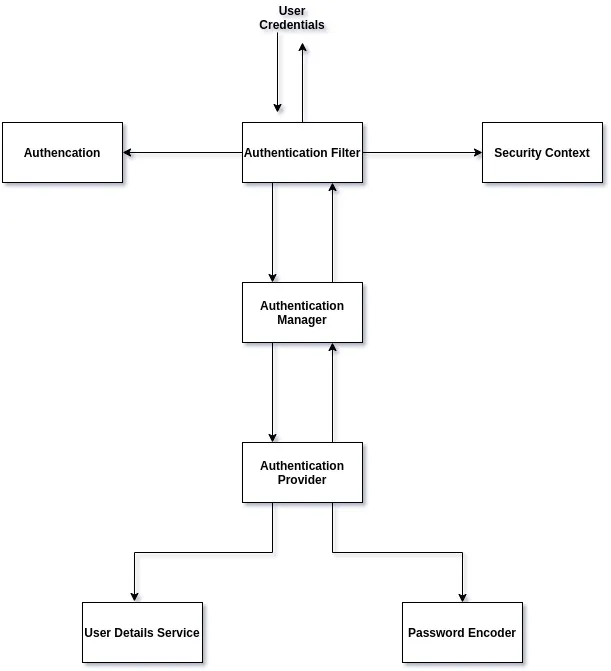 User
Credentials
Authencation
Authentication Filter
Security Context
Authentication
Manager
Authentication
Provider
User Details Service
Password Encoder